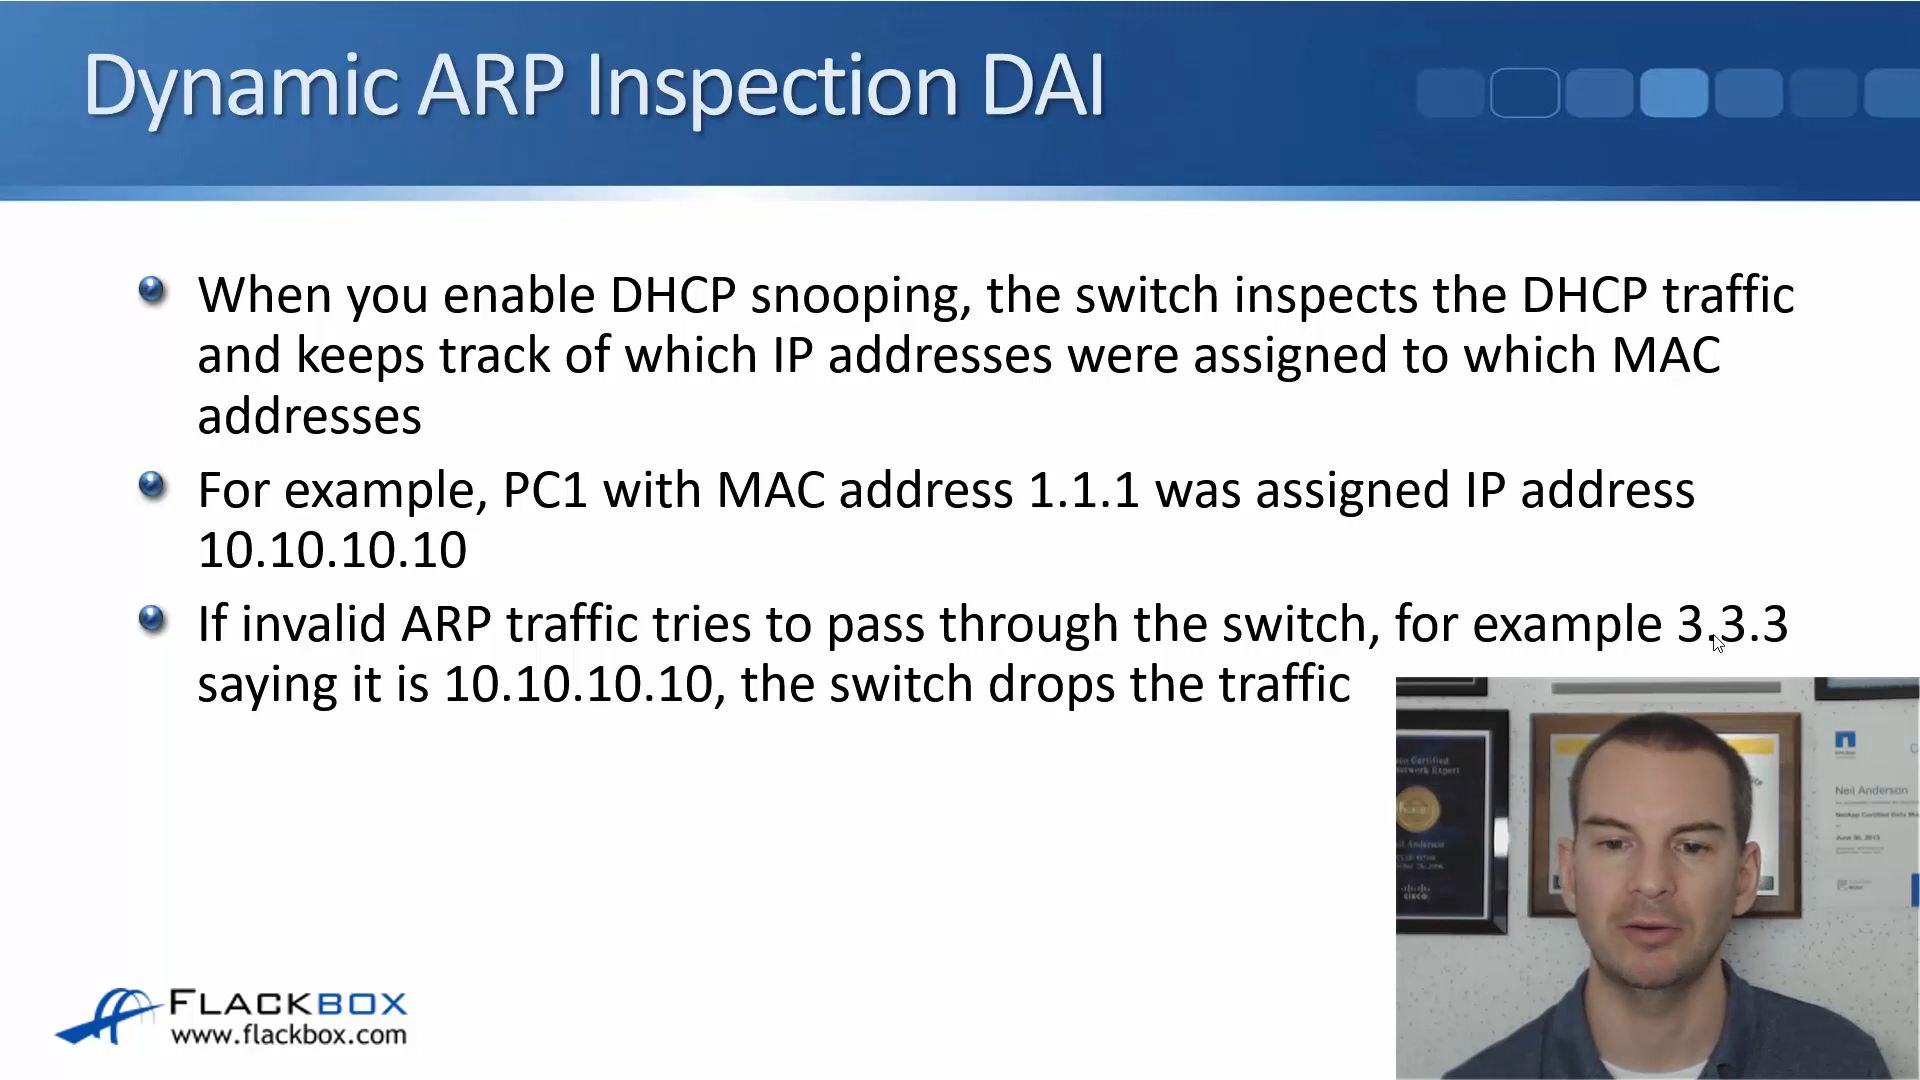 Dynamic ARP Inspection DAI
When you enable DHCP snooping, the switch inspects the DHCP traffic
and keeps track of which IP addresses were assigned to which MAC
addresses
For example, PC1 with MAC address 1.1.1 was assigned IP address
10.10.10.10
If invalid ARP traffic tries to pass through the switch, for example 3.3.3
saying it is 10.10.10.10, the switch drops the traffic
Neil Anderson
June 30, 2013
CISCO
FLACKBOX
www.flackbox.com